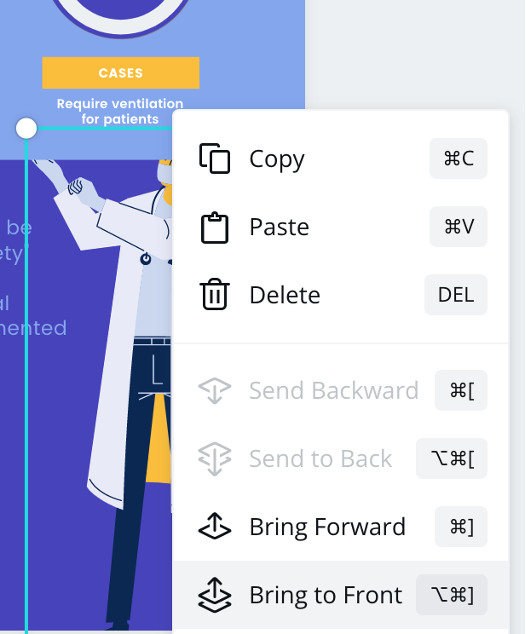 CASES
Require ventilation
for patients
be
ety
al
mented
Copy ⌘C
Paste ⌘V
Delete DEL
Send Backward ⌘[
Send to Back ⌥⌘[
Bring Forward ⌘]
Bring to Front ⌥⌘]